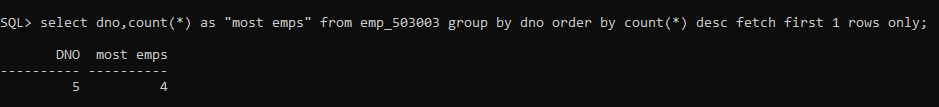 SQL> select dno,count(*) as "most emps" from emp_503003 group by dno order by count(*) desc fetch first 1 rows only;
       DNO  most emps
---------- ----------
         5          4